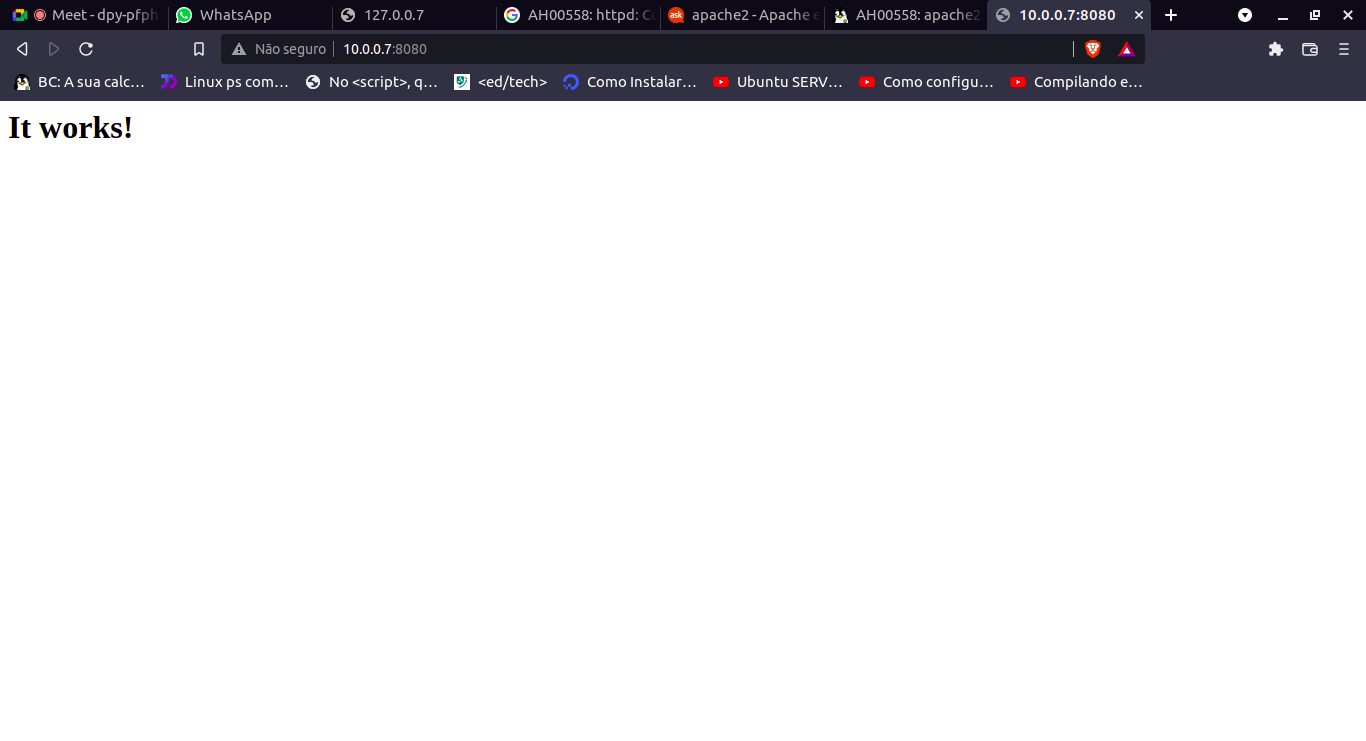 Meet - dpy-pfph WhatsApp 127.0.0.7 AH00558: httpd: Co apache2 - Apache e AH00558: apache2 10.0.0.7:8080
Não seguro 10.0.0.7:8080
BC: A sua calc... Linux ps com... No <script>, q... <ed/tech> Como Instalar... Ubuntu SERV... Como configu... Compilando e...
It works!